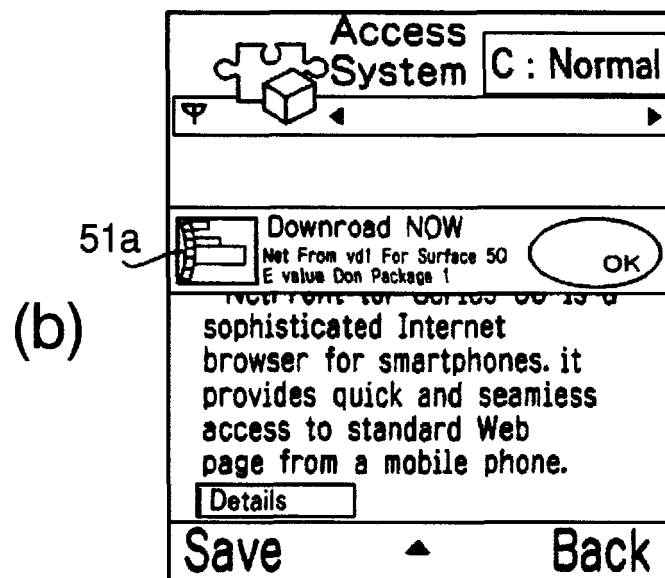 Access
System
C : Normal
51a
Downroad NOW
Net From vd1 For Surface 50
E value Don Package 1
OK
(b)
sophisticated Internet
browser for smartphones. it
provides quick and seamiess
access to standard Web
page from a mobile phone.
Details
Save
Back